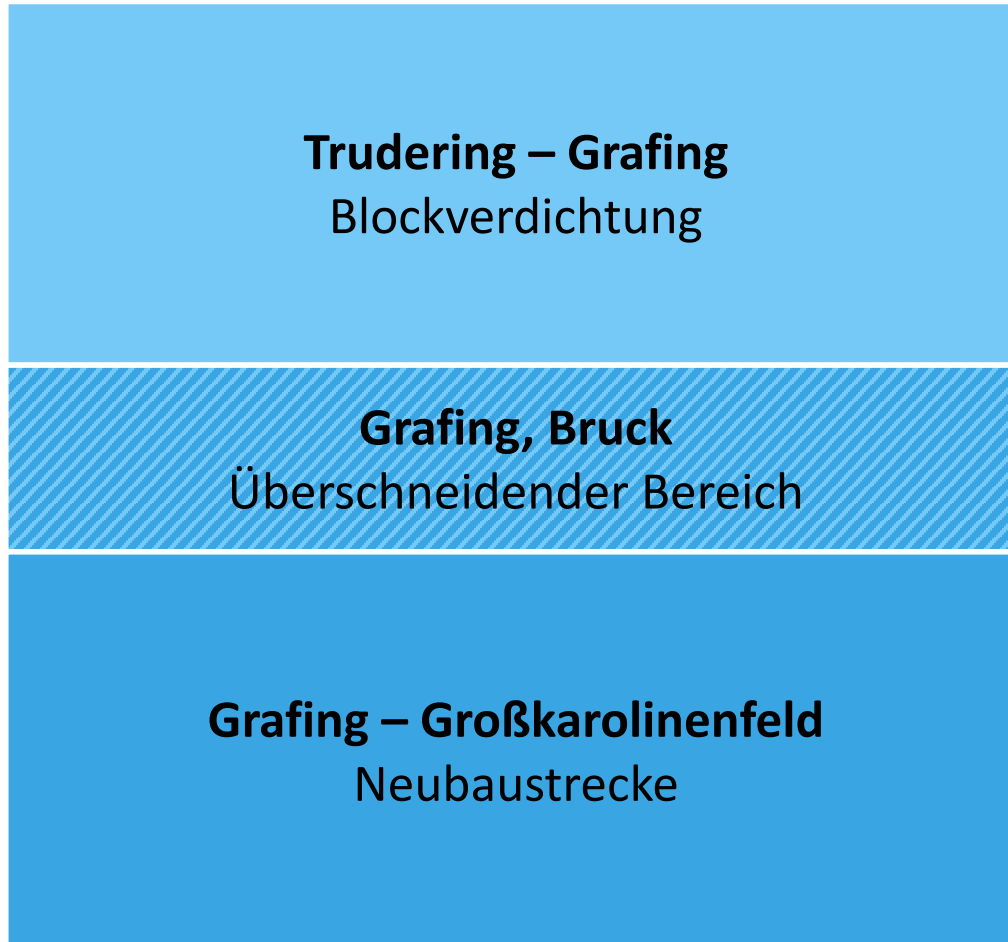 Trudering – Grafing
Blockverdichtung
Grafing, Bruck
Überschneidender Bereich
Grafing – Großkarolinenfeld
Neubaustrecke